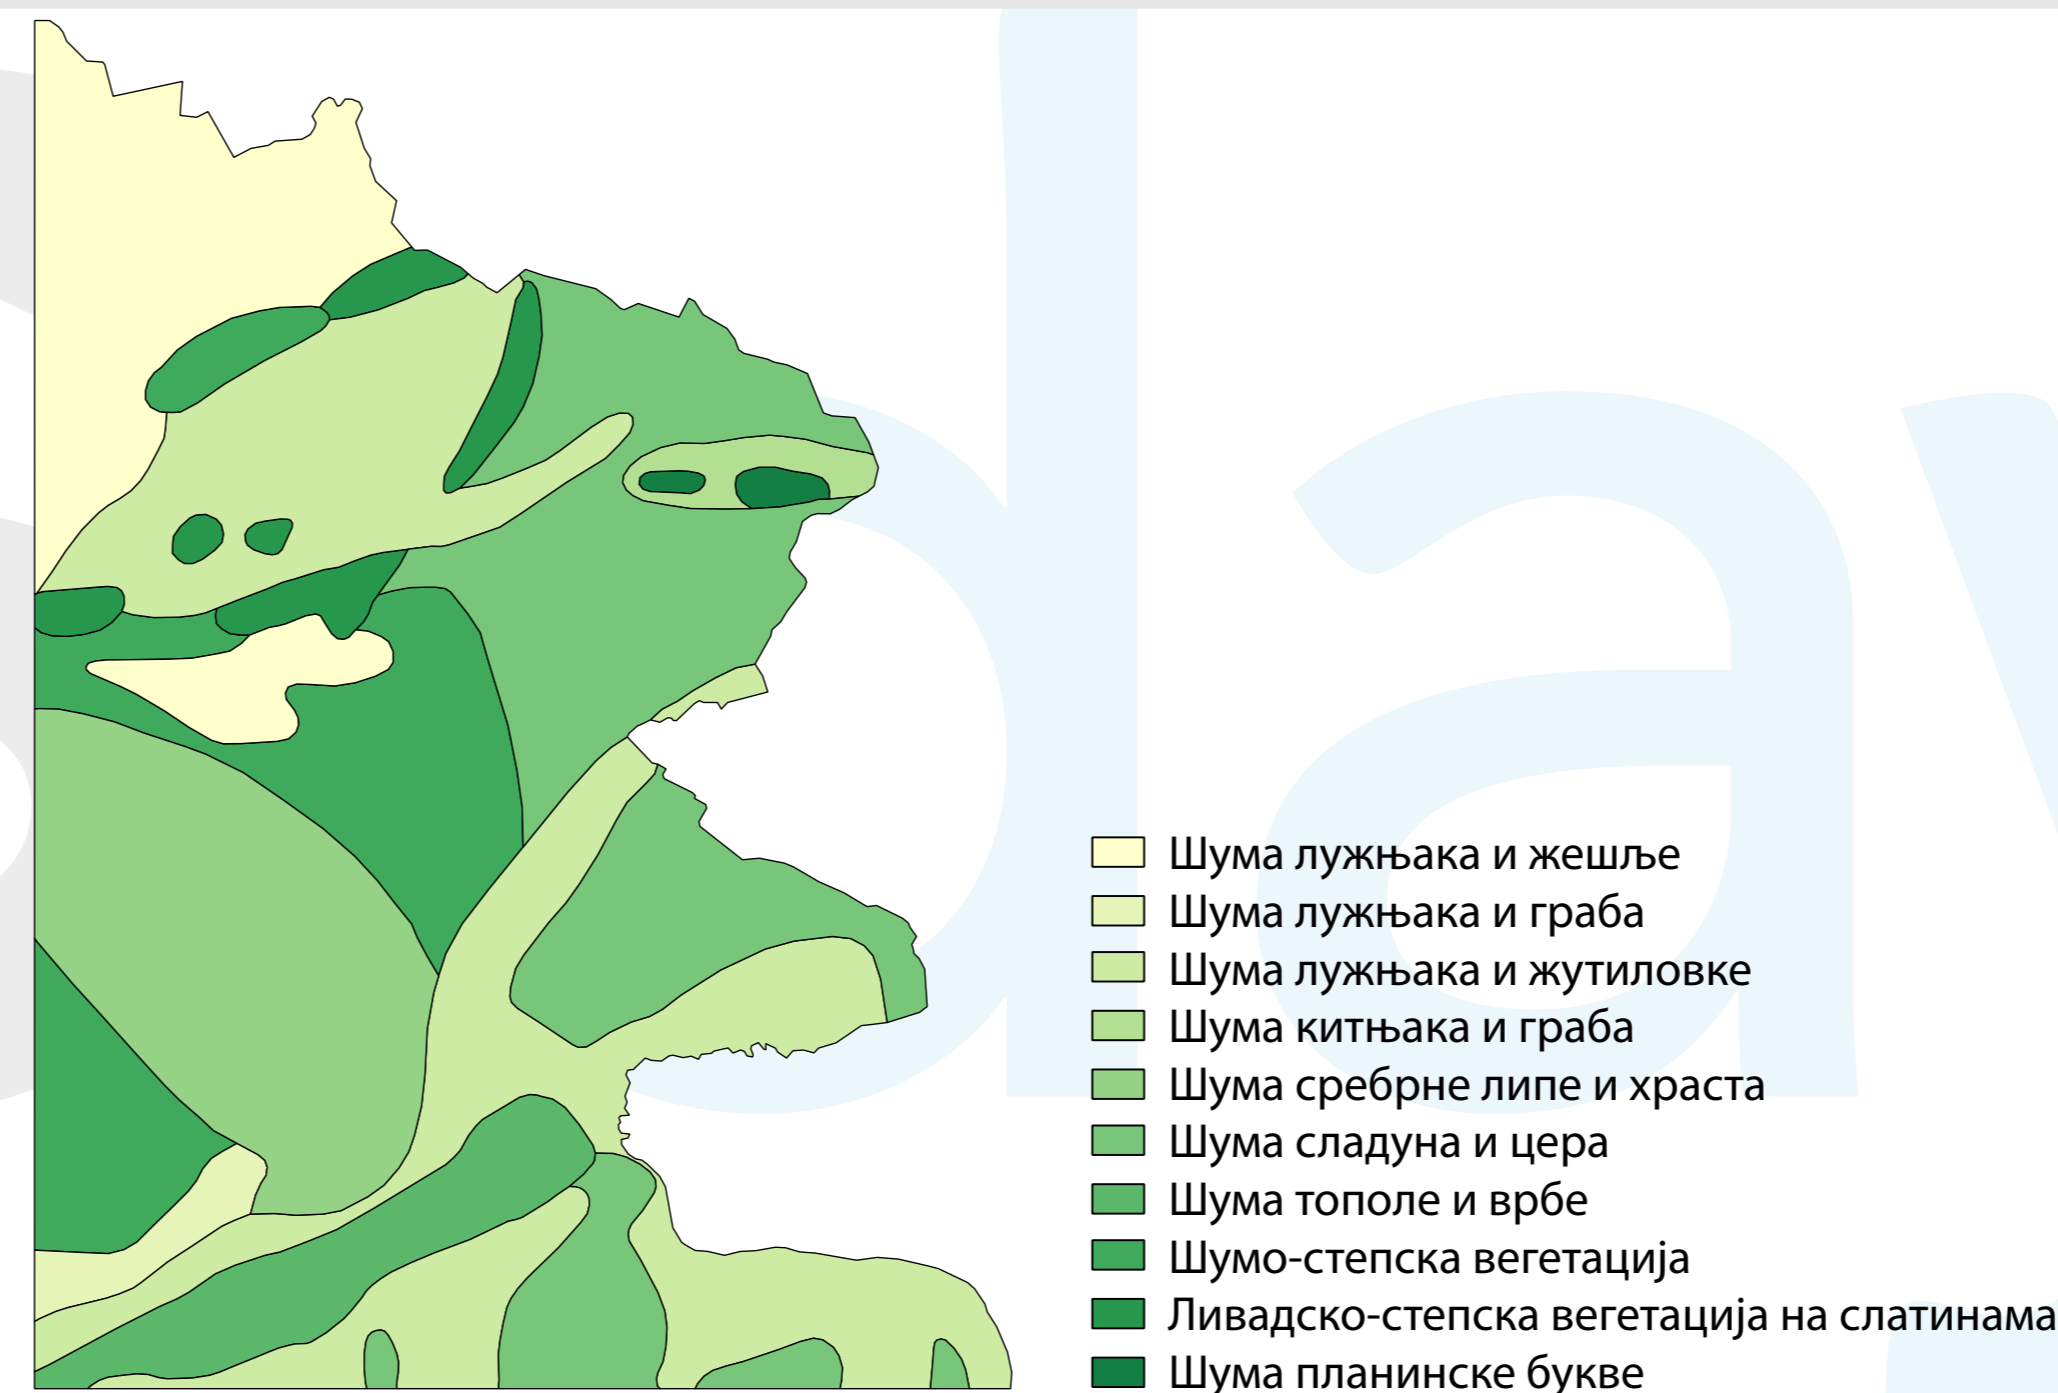 Шума лужњака и жешље
Шума лужњака и граба
Шума лужњака и жутиловке
Шума китњака и граба
Шума сребрне липе и храста
Шума сладуна и цера
Шума тополе и врбе
Шумо-степска вегетација
Ливадско-степска вегетација на слатинама
Шума планинске букве